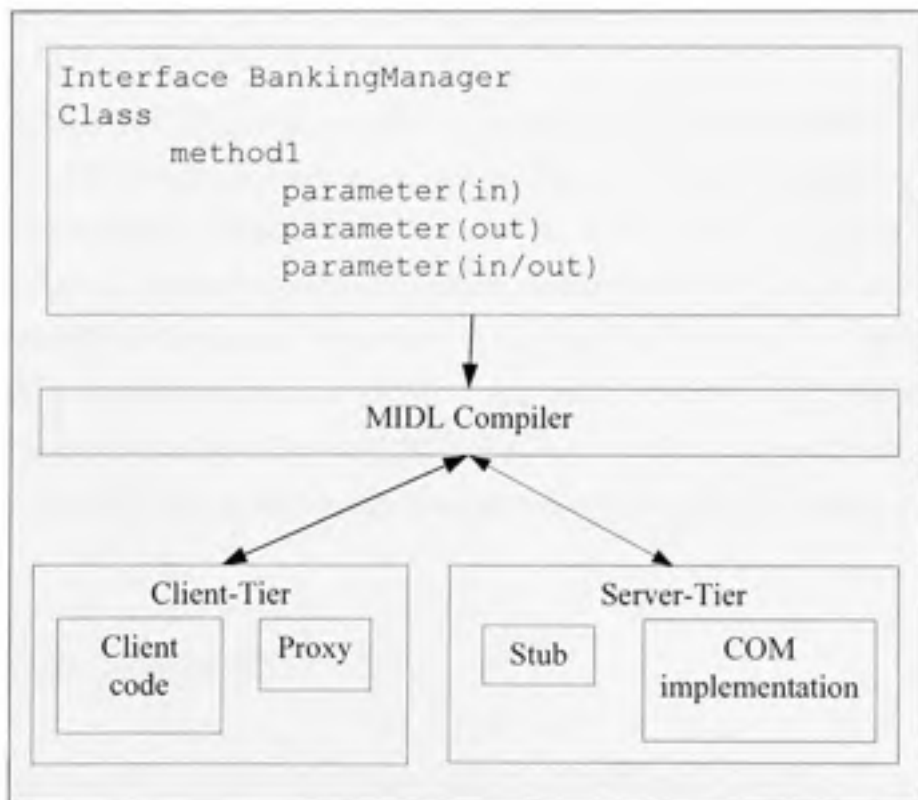 Interface BankingManager
Class
method1
parameter(in)
parameter(out)
parameter(in/out)
MIDL Compiler
Client-Tier
Client
code
Proxy
Server-Tier
Stub
COM
implementation